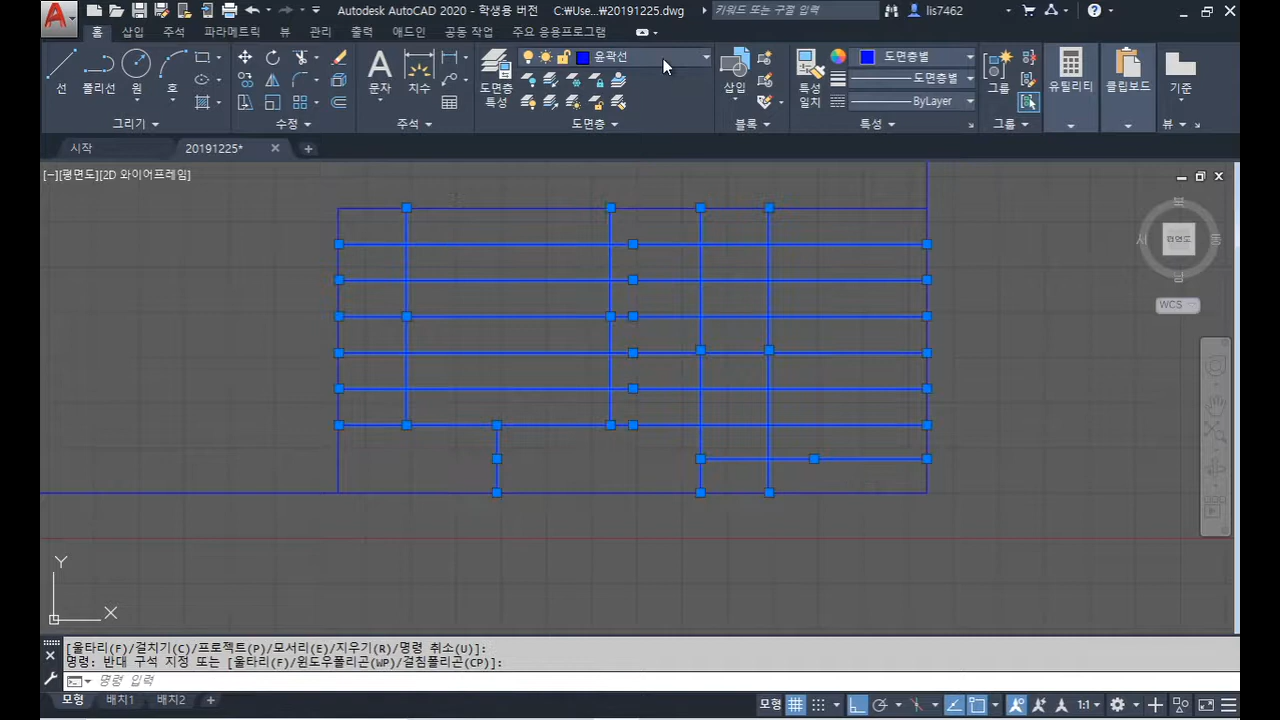 Autodesk AutoCAD 2020 - 학생용 버전 C:₩Use...₩20191225.dwg 키워드 또는 구절 입력 lis7462
홈 삽입 주석 파라메트릭 뷰 관리 출력 애드인 공동 작업 주요 응용프로그램
윤곽선 도면층별
선 폴리선 원 호 문자 치수 도면층 특성 삽입 특성 일치 도면층별 그룹 유틸리티 클립보드 기준
ByLayer
그리기 수정 주석 도면층 블록 특성 그룹 뷰
시작 20191225*
[-][평면도][2D 와이어프레임]
북
서 평면도 동
남
WCS
Y
X
[울타리(F)/걸치기(C)/프로젝트(P)/모서리(E)/지우기(R)/명령 취소(U)]:
명령: 반대 구석 지정 또는 [울타리(F)/윈도우폴리곤(WP)/걸침폴리곤(CP)]:
명령 입력
모형 배치1 배치2 모형 1:1